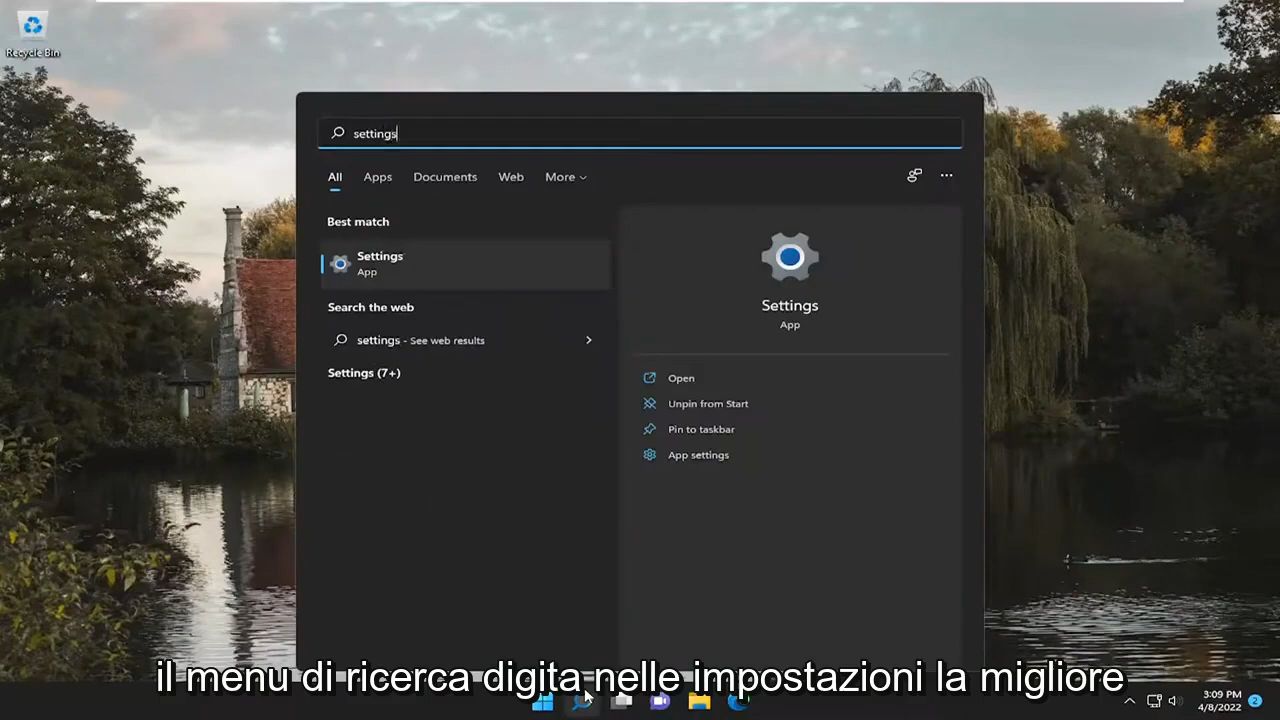 Recycle Bin
settings
All Apps Documents Web More
Best match
Settings
App
Search the web
settings - See web results
Settings (7+)
Settings
App
Open
Unpin from Start
Pin to taskbar
App settings
il menu di ricerca digita nelle impostazioni la migliore
3:09 PM
4/8/2022
2